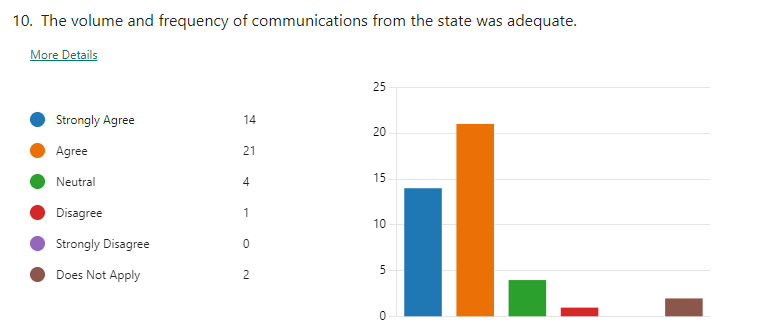 10. The volume and frequency of communications from the state was adequate.
More Details
Strongly Agree 14
Agree 21
Neutral 4
Disagree 1
Strongly Disagree 0
Does Not Apply 2
25
20
15
10
5
0